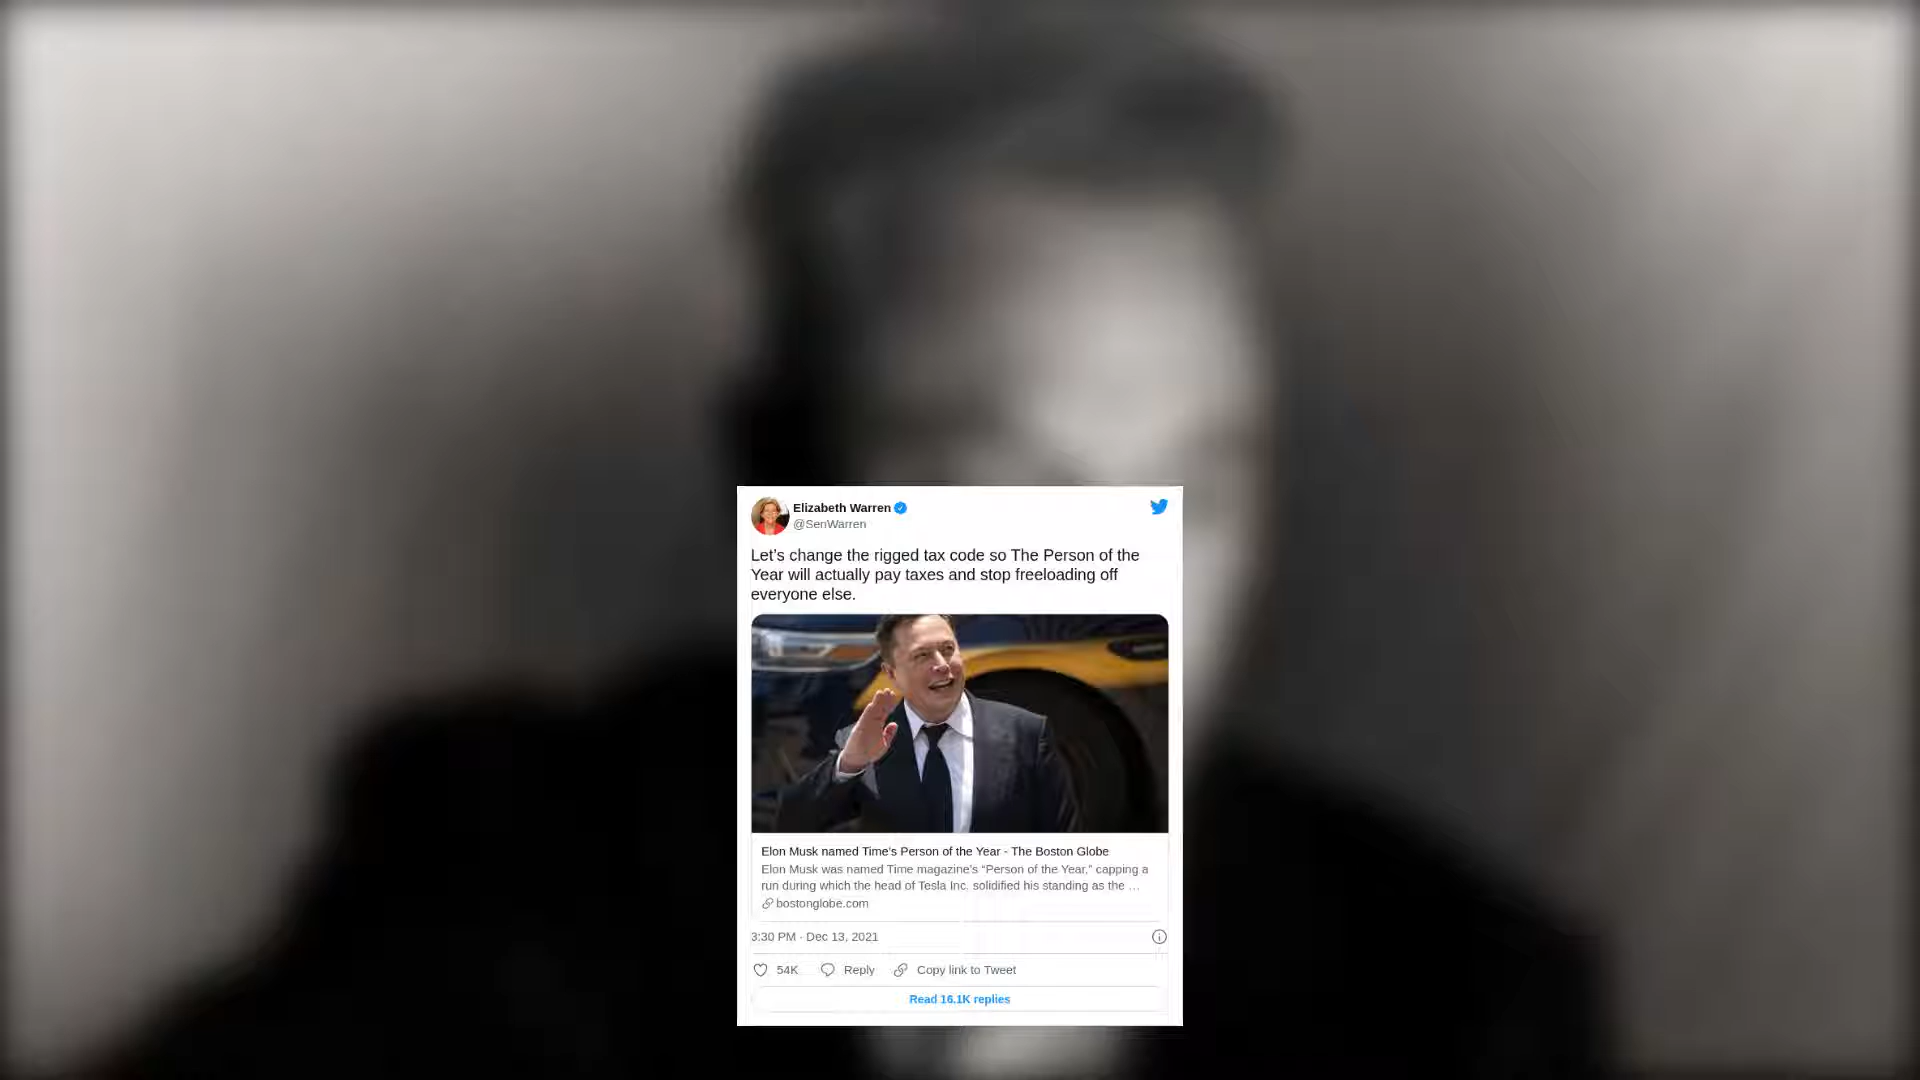 Elizabeth Warren
@SenWarren
Let's change the rigged tax code so The Person of the
Year will actually pay taxes and stop freeloading off
everyone else.
Elon Musk named Time's Person of the Year - The Boston Globe
Elon Musk was named Time magazine's “Person of the Year,” capping a
run during which the head of Tesla Inc. solidified his standing as the …
bostonglobe.com
3:30 PM · Dec 13, 2021
54K Reply Copy link to Tweet
Read 16.1K replies